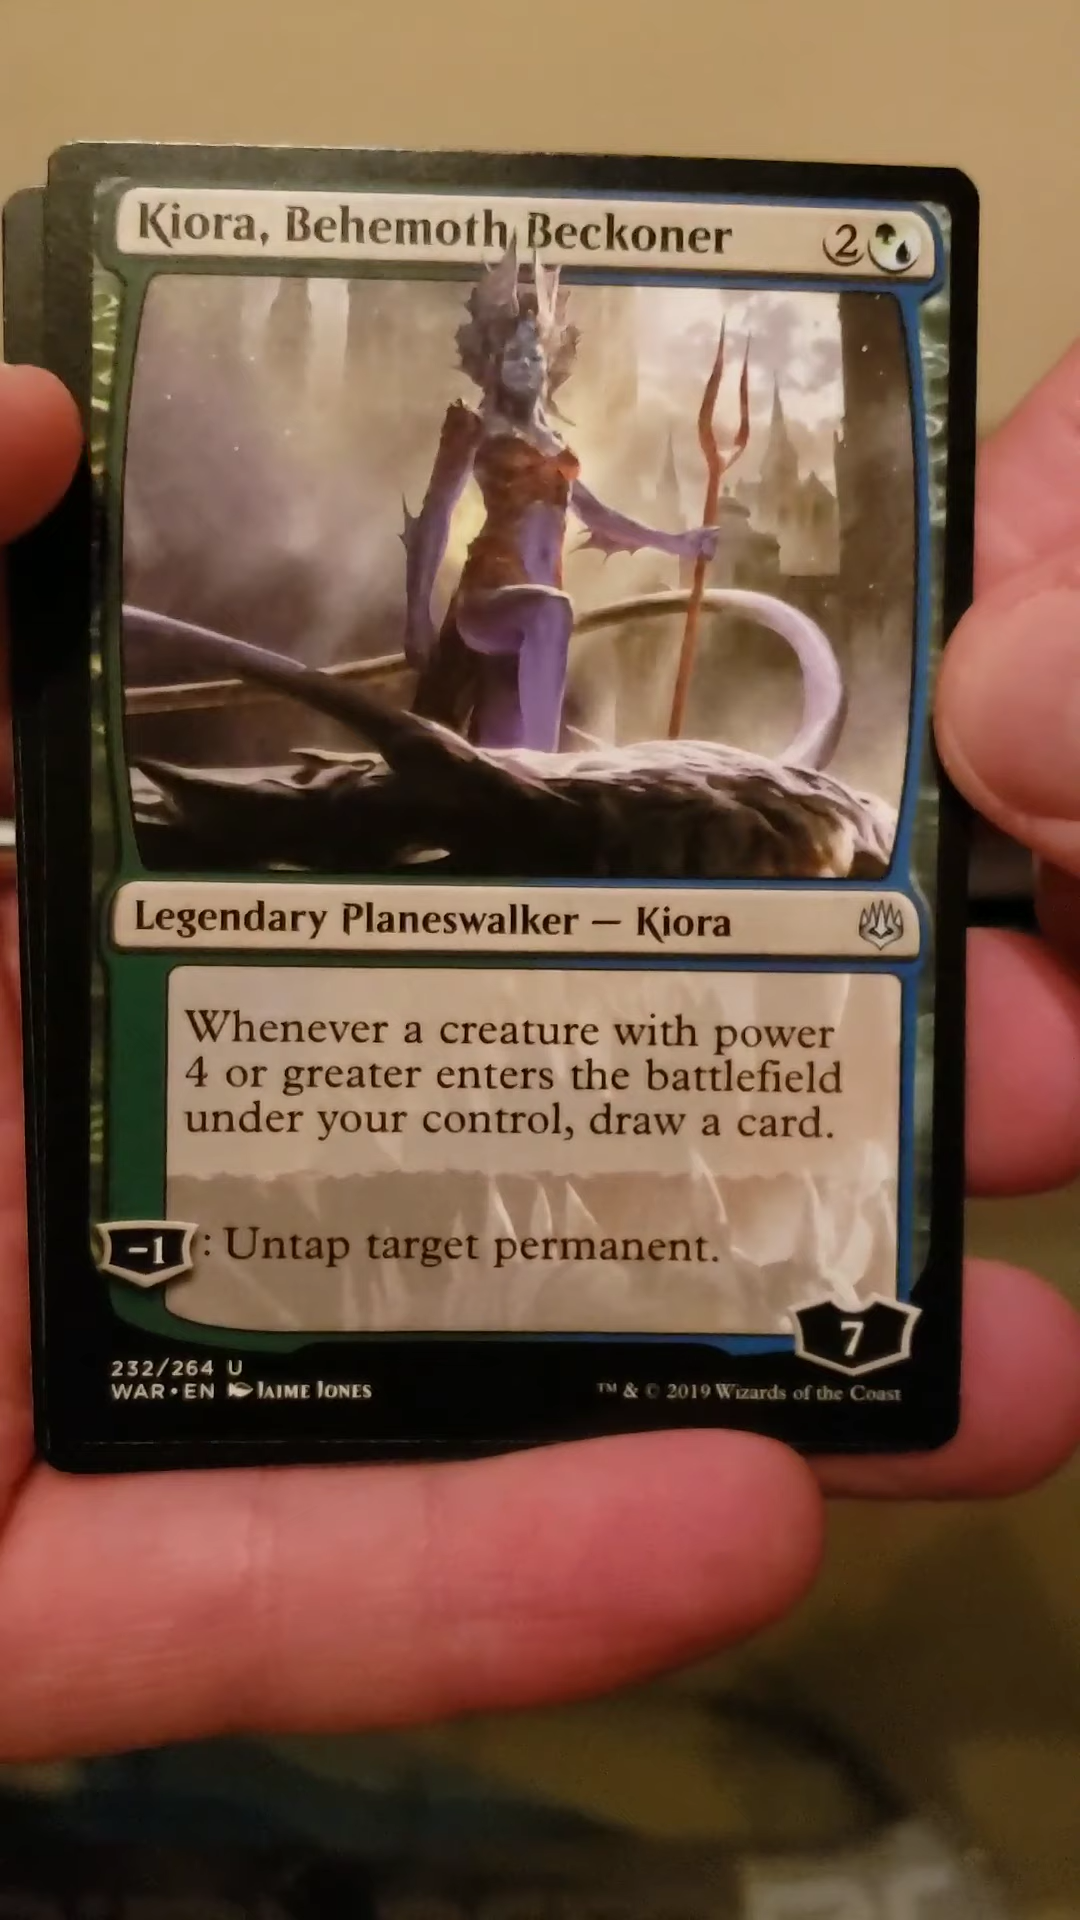 Kiora, Behemoth Beckoner 2
Legendary Planeswalker — Kiora
Whenever a creature with power
4 or greater enters the battlefield
under your control, draw a card.
−1 : Untap target permanent.
7
232/264 U
WAR • EN JAIME JONES
™ & © 2019 Wizards of the Coast